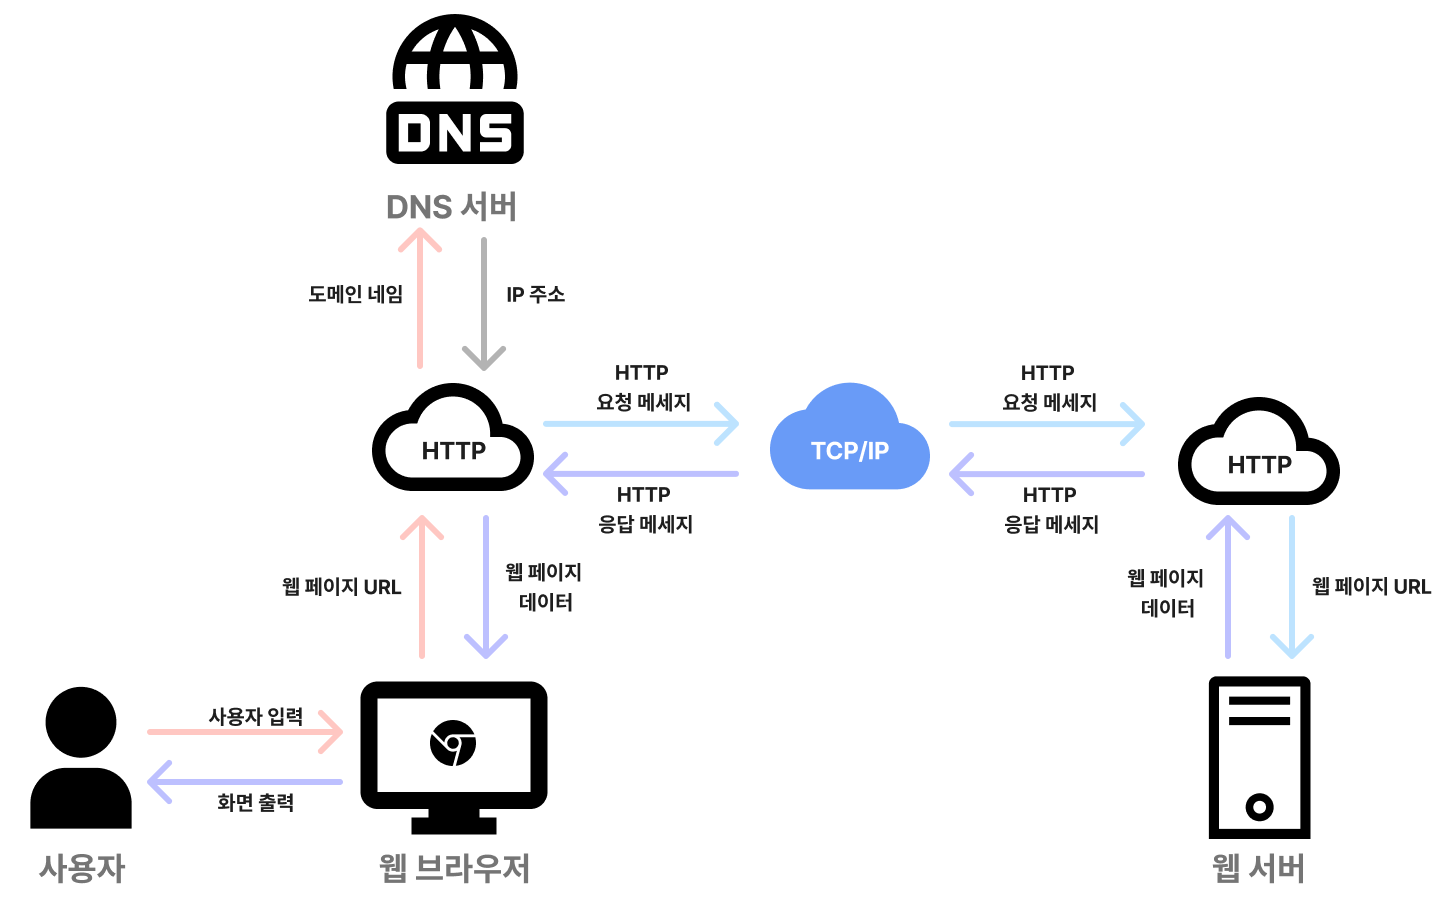 DNS
DNS 서버
도메인 네임
IP 주소
HTTP
HTTP
요청 메세지
HTTP
응답 메세지
TCP/IP
HTTP
요청 메세지
HTTP
응답 메세지
HTTP
웹 페이지 URL
웹 페이지
데이터
웹 페이지
데이터
웹 페이지 URL
사용자 입력
화면 출력
사용자
웹 브라우저
웹 서버